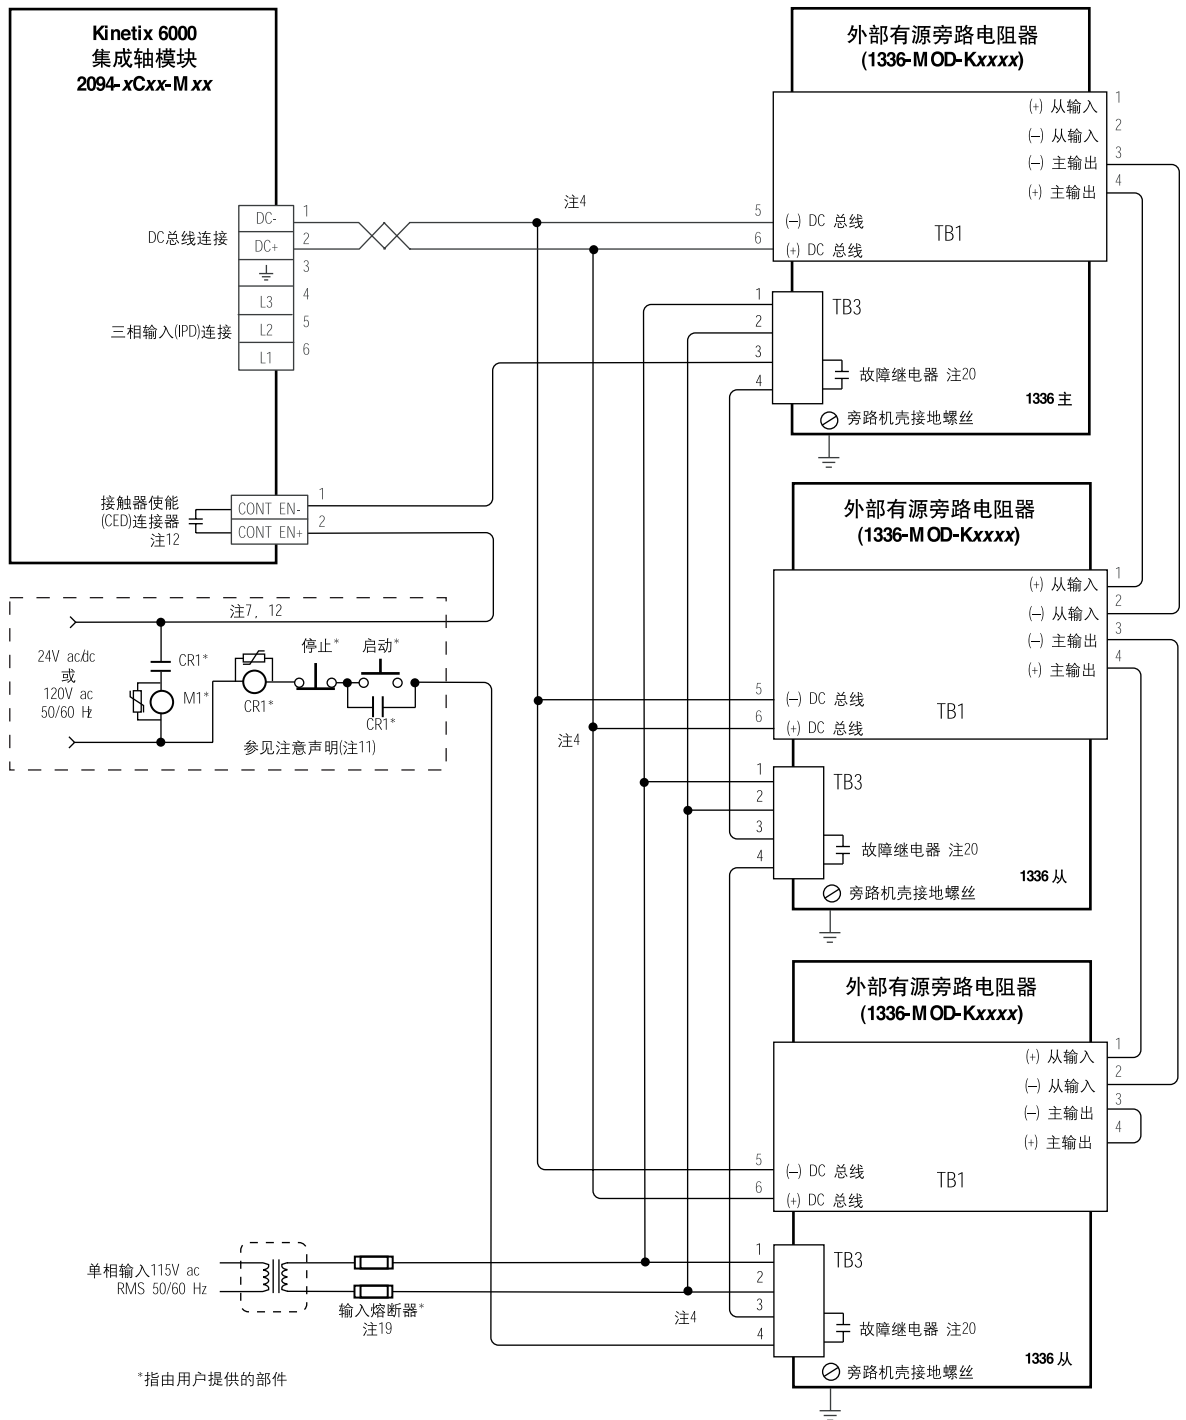 Kinetix 6000
集成轴模块
2094-xCxx-Mxx
DC总线连接
DC-
DC+
L3
L2
L1
1
2
3
4
5
6
三相输入(IPD)连接
接触器使能
(CED)连接器
注12
CONT EN-
CONT EN+
1
2
注4
外部有源旁路电阻器
(1336-MOD-Kxxxx)
(+) 从输入
(–) 从输入
(–) 主输出
(+) 主输出
1
2
3
4
5
6
(–) DC 总线
(+) DC 总线
TB1
1
2
3
4
TB3
故障继电器 注20
1336 主
旁路机壳接地螺丝
外部有源旁路电阻器
(1336-MOD-Kxxxx)
(+) 从输入
(–) 从输入
(–) 主输出
(+) 主输出
1
2
3
4
5
6
(–) DC 总线
(+) DC 总线
TB1
注4
1
2
3
4
TB3
故障继电器 注20
1336 从
旁路机壳接地螺丝
注7, 12
24V ac/dc
或
120V ac
50/60 Hz
CR1*
M1*
CR1*
停止*
启动*
CR1*
参见注意声明(注11)
外部有源旁路电阻器
(1336-MOD-Kxxxx)
(+) 从输入
(–) 从输入
(–) 主输出
(+) 主输出
1
2
3
4
5
6
(–) DC 总线
(+) DC 总线
TB1
1
2
3
4
TB3
故障继电器 注20
1336 从
旁路机壳接地螺丝
单相输入115V ac
RMS 50/60 Hz
输入熔断器*
注19
注4
*指由用户提供的部件